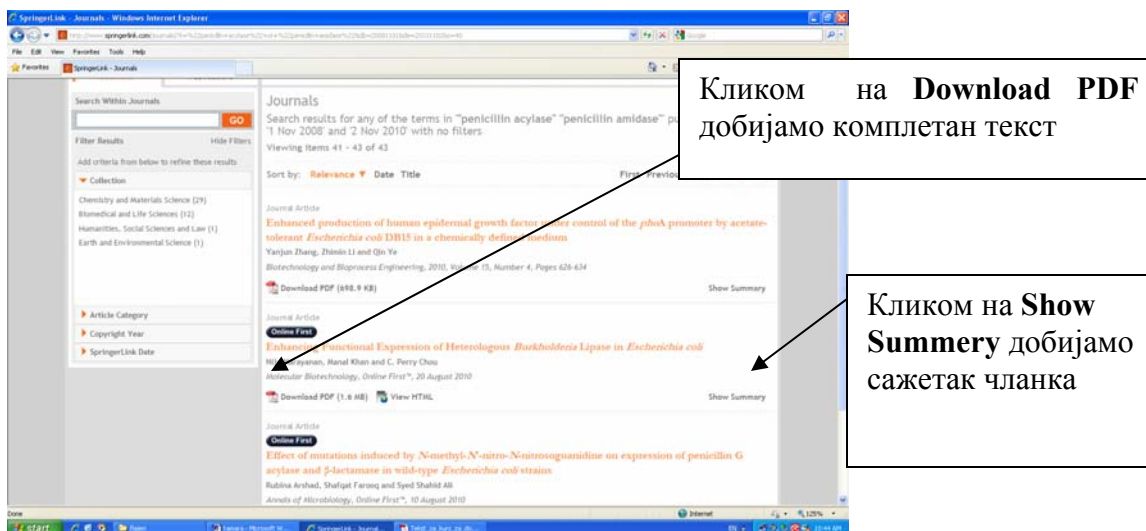 SpringerLink - Journals - Windows Internet Explorer
File Edit View Favorites Tools Help
Favorites SpringerLink - Journals
Search Within Journals
GO
Filter Results Hide Filters
Add criteria from below to refine these results
Collection
Chemistry and Materials Science (29)
Biomedical and Life Sciences (12)
Humanities, Social Sciences and Law (1)
Earth and Environmental Science (1)
Article Category
Copyright Year
SpringerLink Date
Journals
Search results for any of the terms in '"penicillin acylase" "penicillin amidase"' pu
'1 Nov 2008' and '2 Nov 2010' with no filters
Viewing items 41 - 43 of 43
Sort by: Relevance Date Title First Previous
Journal Article
Enhanced production of human epidermal growth factor under control of the phoA promoter by acetate-
tolerant Escherichia coli DB15 in a chemically defined medium
Yanjun Zhang, Zhimin Li and Qin Ye
Biotechnology and Bioprocess Engineering, 2010, Volume 15, Number 4, Pages 626-634
Download PDF (698.9 KB) Show Summary
Journal Article
Online First
Enhancing Functional Expression of Heterologous Burkholderia Lipase in Escherichia coli
Narayanan, Manal Khan and C. Perry Chou
Molecular Biotechnology, Online First™, 20 August 2010
Download PDF (1.6 MB) View HTML Show Summary
Journal Article
Online First
Effect of mutations induced by N-methyl-N'-nitro-N-nitrosoguanidine on expression of penicillin G
acylase and β-lactamase in wild-type Escherichia coli strains
Rubina Arshad, Shafqat Farooq and Syed Shahid Ali
Annals of Microbiology, Online First™, 10 August 2010
Done Internet 125%
start
Кликом на Download PDF
добијамо комплетан текст
Кликом на Show
Summery добијамо
сажетак чланка